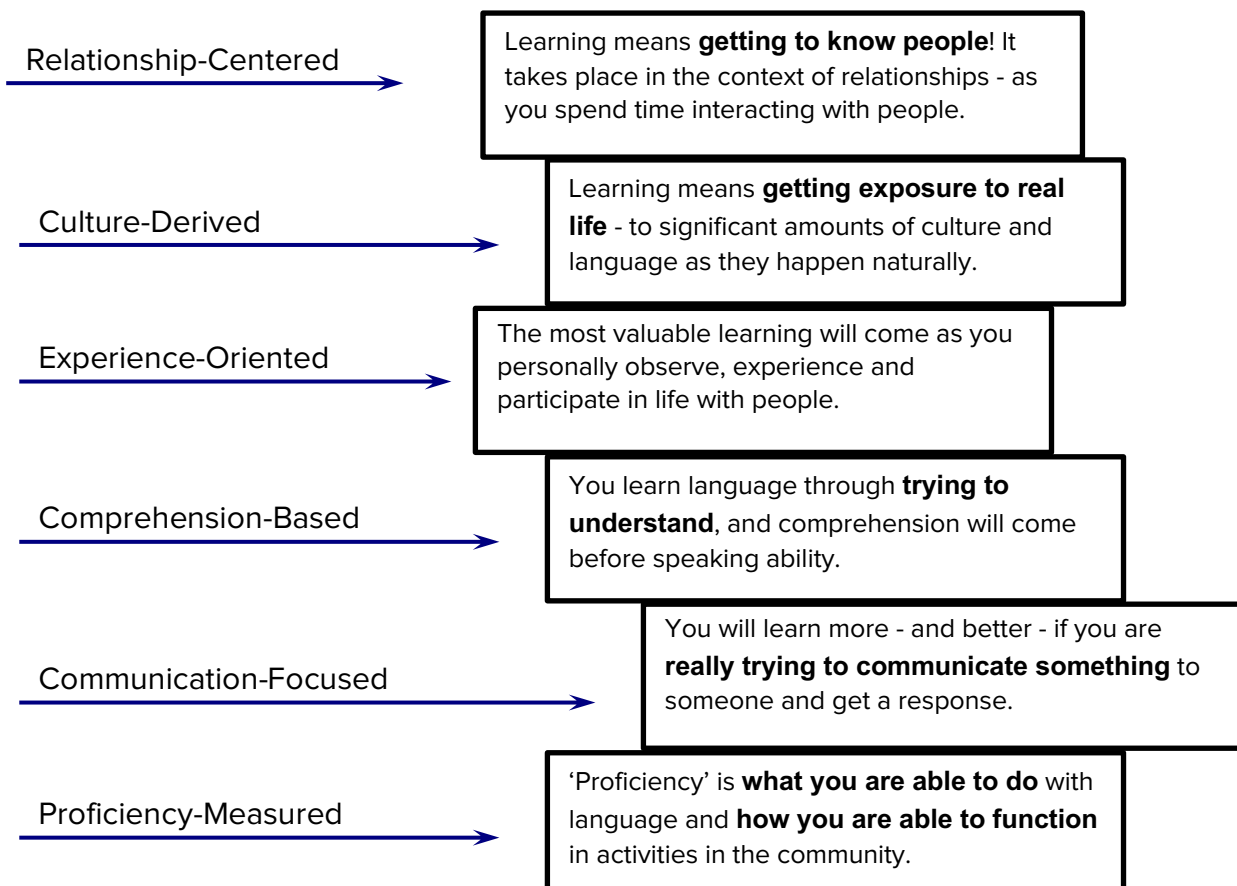 Relationship-Centered
Learning means getting to know people! It
takes place in the context of relationships - as
you spend time interacting with people.
Culture-Derived
Learning means getting exposure to real
life - to significant amounts of culture and
language as they happen naturally.
Experience-Oriented
The most valuable learning will come as you
personally observe, experience and
participate in life with people.
Comprehension-Based
You learn language through trying to
understand, and comprehension will come
before speaking ability.
Communication-Focused
You will learn more - and better - if you are
really trying to communicate something to
someone and get a response.
Proficiency-Measured
‘Proficiency’ is what you are able to do with
language and how you are able to function
in activities in the community.